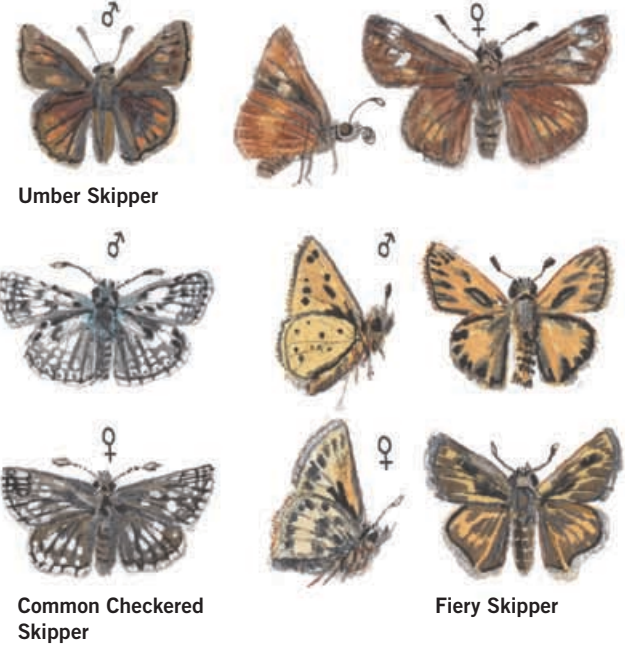 ♂
♀
Umber Skipper
♂
♂
♀
♀
Common Checkered
Skipper
Fiery Skipper